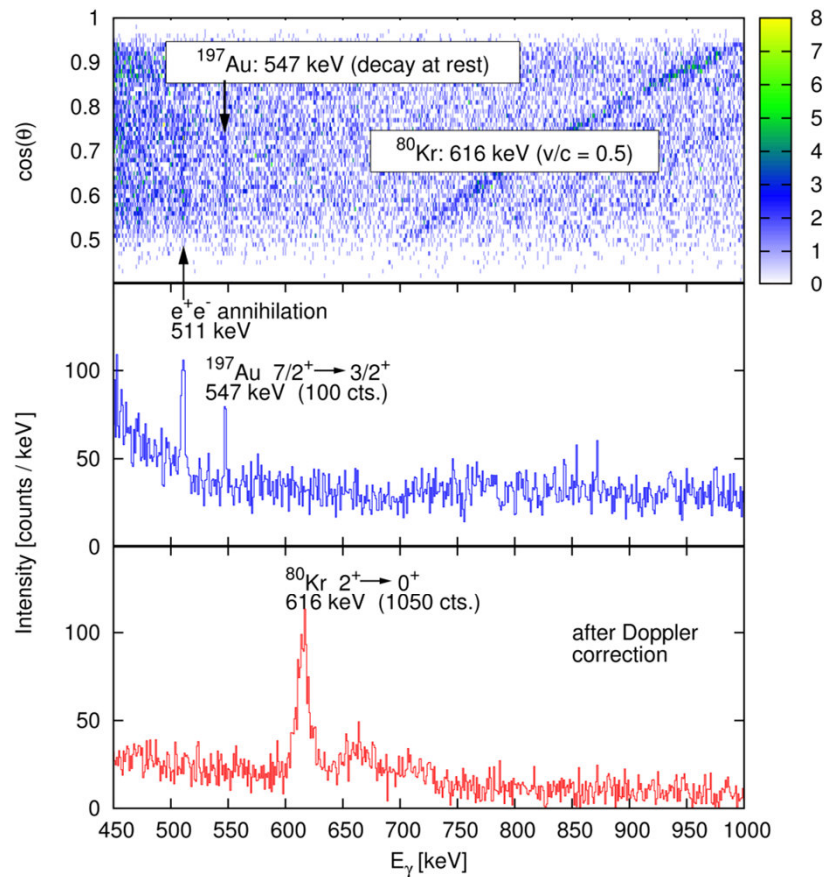 1
0.9
0.8
0.7
0.6
0.5
cos(θ)
¹⁹⁷Au: 547 keV (decay at rest)
⁸⁰Kr: 616 keV (v/c = 0.5)
8
7
6
5
4
3
2
1
0
e⁺e⁻ annihilation
511 keV
¹⁹⁷Au 7/2⁺→ 3/2⁺
547 keV (100 cts.)
100
50
0
Intensity [counts / keV]
⁸⁰Kr 2⁺→ 0⁺
616 keV (1050 cts.)
after Doppler
correction
100
50
0
450 500 550 600 650 700 750 800 850 900 950 1000
Eγ [keV]